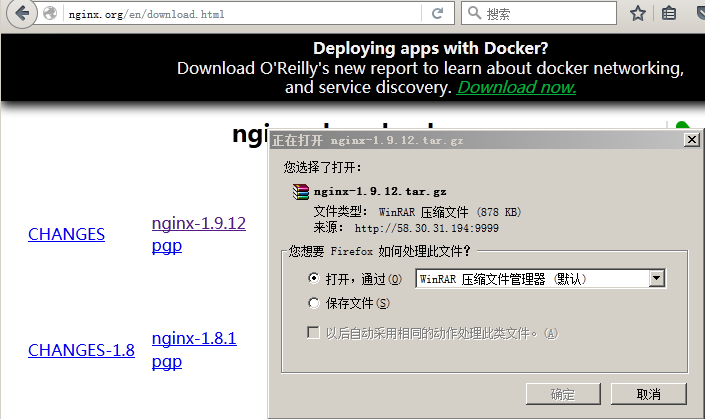 nginx.org/en/download.html
搜索
Deploying apps with Docker?
Download O'Reilly's new report to learn about docker networking,
and service discovery. Download now.
正在打开 nginx-1.9.12.tar.gz
您选择了打开：
nginx-1.9.12.tar.gz
文件类型： WinRAR 压缩文件 (878 KB)
来源： http://58.30.31.194:9999
您想要 Firefox 如何处理此文件？
打开，通过(O)
WinRAR 压缩文件管理器 (默认)
保存文件(S)
以后自动采用相同的动作处理此类文件。(A)
确定
取消
CHANGES
nginx-1.9.12
pgp
CHANGES-1.8
nginx-1.8.1
pgp